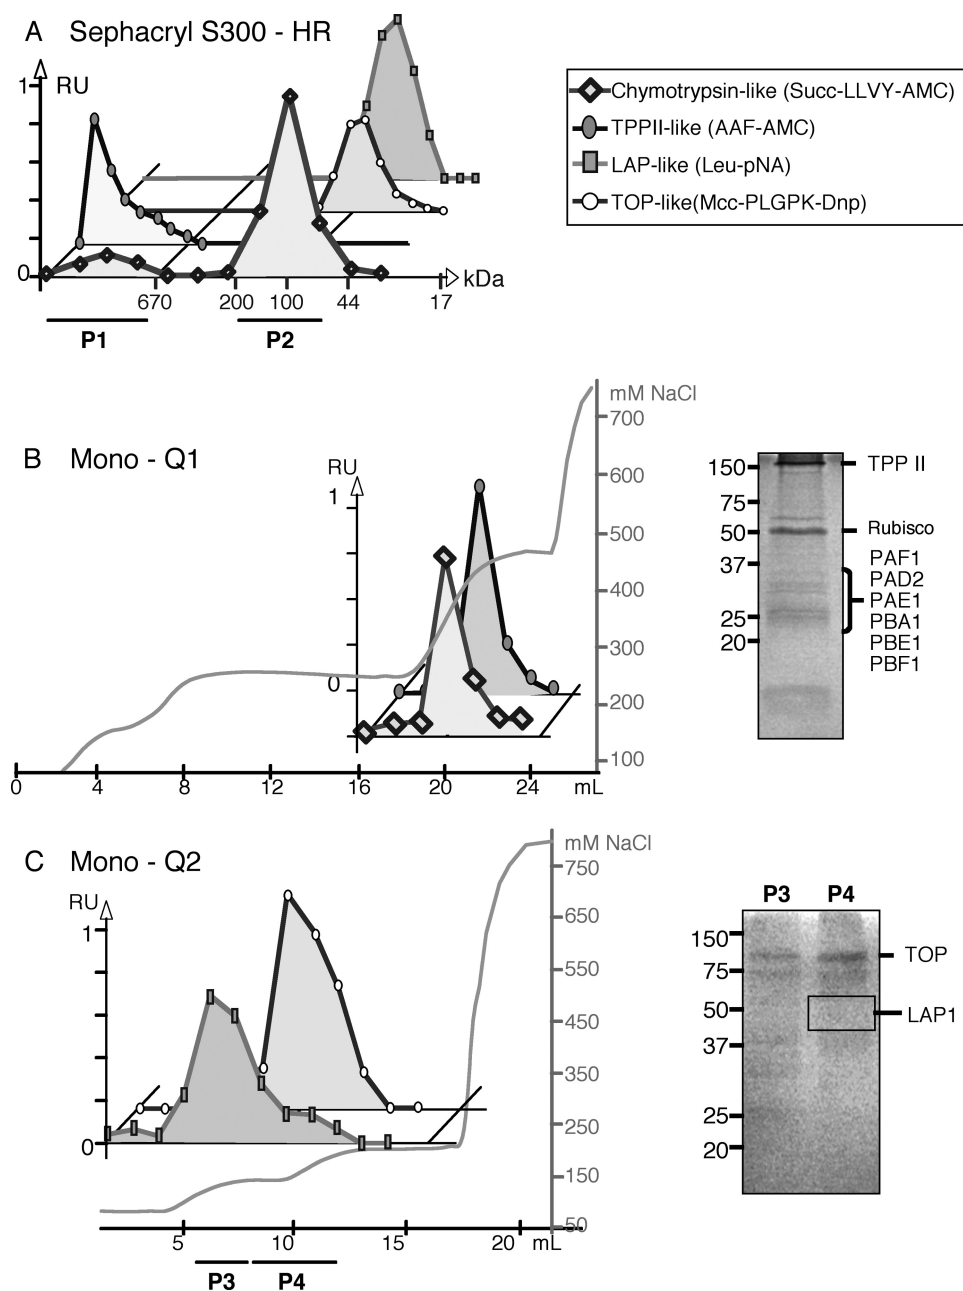 A Sephacryl S300 - HR
1
RU
0
kDa
670 200 100 44 17
P1 P2
Chymotrypsin-like (Succ-LLVY-AMC)
TPPII-like (AAF-AMC)
LAP-like (Leu-pNA)
TOP-like(Mcc-PLGPK-Dnp)
B Mono - Q1
RU
1
0
mM NaCl
700
600
500
400
300
200
100
0 4 8 12 16 20 24 mL
150
75
50
37
25
20
TPP II
Rubisco
PAF1
PAD2
PAE1
PBA1
PBE1
PBF1
C Mono - Q2
RU
1
0
mM NaCl
750
650
550
450
350
250
150
50
5 10 15 20 mL
P3 P4
P3 P4
150
75
50
37
25
20
TOP
LAP1